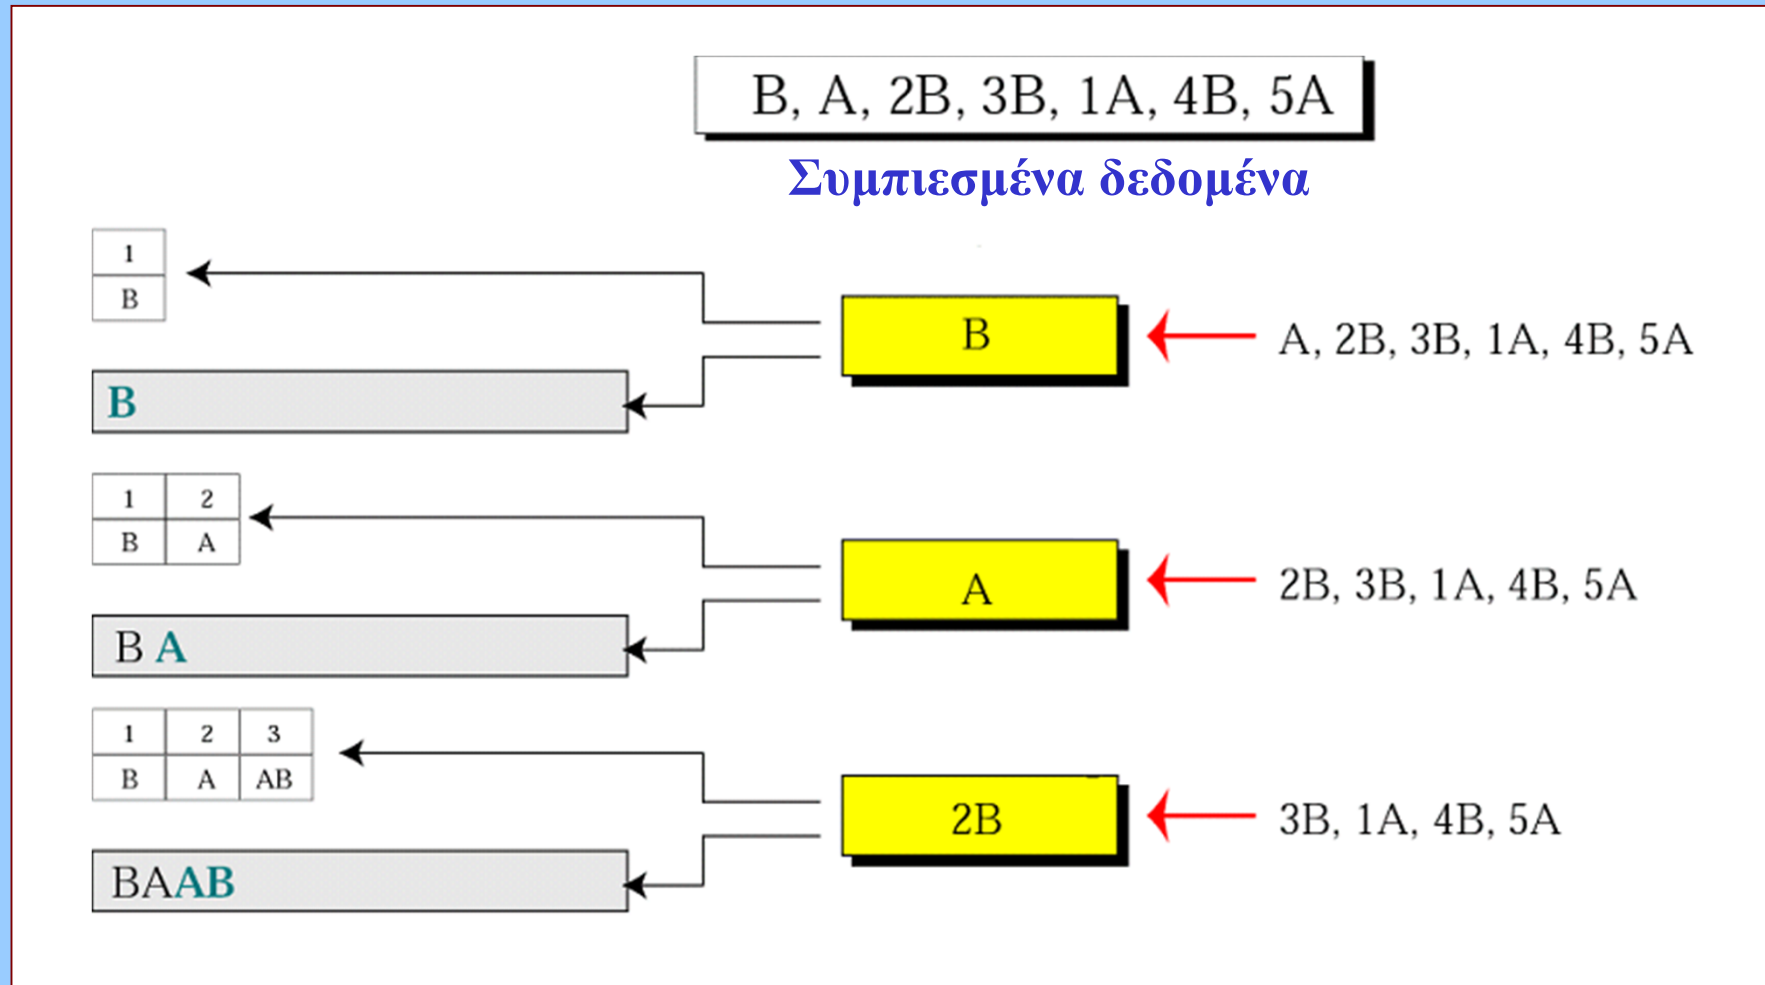 B, A, 2B, 3B, 1A, 4B, 5A
Συμπιεσμένα δεδομένα
1
B
B
A, 2B, 3B, 1A, 4B, 5A
B
1 2
B A
A
2B, 3B, 1A, 4B, 5A
B A
1 2 3
B A AB
2B
3B, 1A, 4B, 5A
BAAB